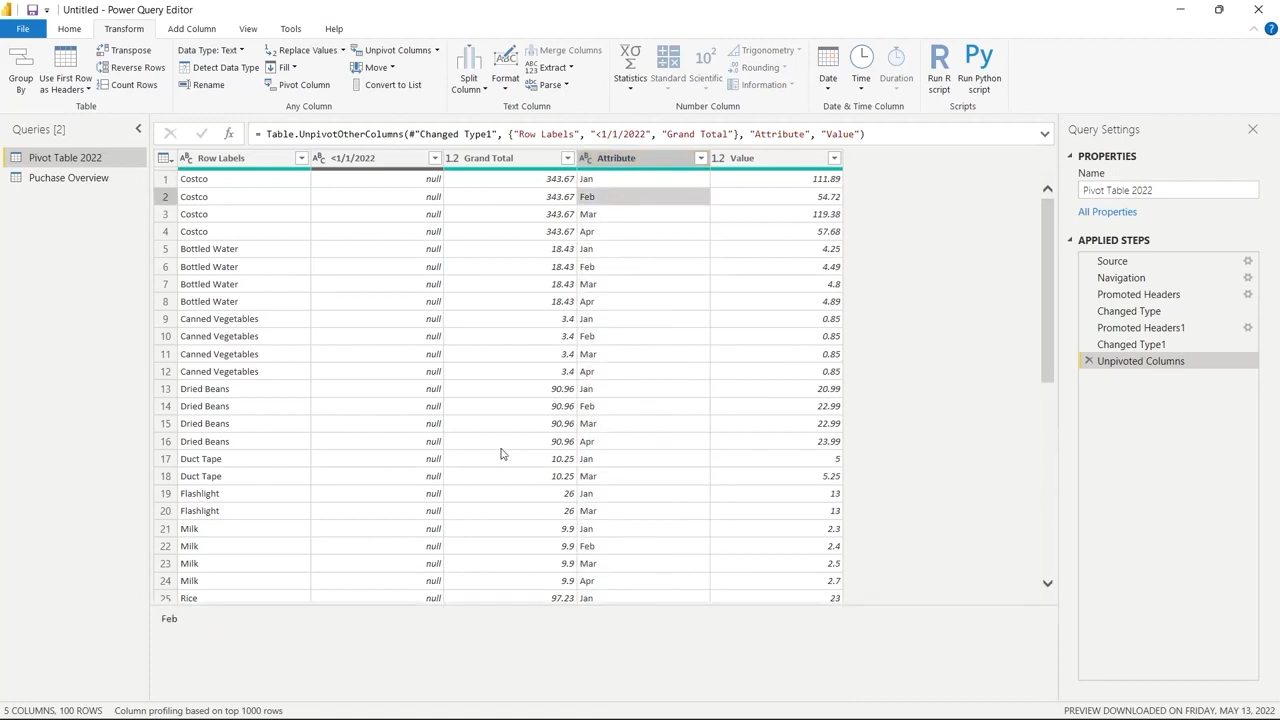 Untitled - Power Query Editor
File Home Transform Add Column View Tools Help
Group By
Use First Row as Headers
Transpose
Reverse Rows
Count Rows
Table
Data Type: Text
Detect Data Type
Rename
Replace Values
Fill
Pivot Column
Unpivot Columns
Move
Convert to List
Any Column
Split Column
Format
Merge Columns
Extract
Parse
Text Column
Statistics
Standard
Scientific
Trigonometry
Rounding
Information
Number Column
Date
Time
Duration
Date & Time Column
Run R script
Run Python script
Scripts
Queries [2]
Pivot Table 2022
Puchase Overview
= Table.UnpivotOtherColumns(#"Changed Type1", {"Row Labels", "<1/1/2022", "Grand Total"}, "Attribute", "Value")
Row Labels <1/1/2022 1.2 Grand Total Attribute 1.2 Value
1 Costco null 343.67 Jan 111.89
2 Costco null 343.67 Feb 54.72
3 Costco null 343.67 Mar 119.38
4 Costco null 343.67 Apr 57.68
5 Bottled Water null 18.43 Jan 4.25
6 Bottled Water null 18.43 Feb 4.49
7 Bottled Water null 18.43 Mar 4.8
8 Bottled Water null 18.43 Apr 4.89
9 Canned Vegetables null 3.4 Jan 0.85
10 Canned Vegetables null 3.4 Feb 0.85
11 Canned Vegetables null 3.4 Mar 0.85
12 Canned Vegetables null 3.4 Apr 0.85
13 Dried Beans null 90.96 Jan 20.99
14 Dried Beans null 90.96 Feb 22.99
15 Dried Beans null 90.96 Mar 22.99
16 Dried Beans null 90.96 Apr 23.99
17 Duct Tape null 10.25 Jan 5
18 Duct Tape null 10.25 Mar 5.25
19 Flashlight null 26 Jan 13
20 Flashlight null 26 Mar 13
21 Milk null 9.9 Jan 2.3
22 Milk null 9.9 Feb 2.4
23 Milk null 9.9 Mar 2.5
24 Milk null 9.9 Apr 2.7
25 Rice null 97.23 Jan 23
Feb
Query Settings
PROPERTIES
Name
Pivot Table 2022
All Properties
APPLIED STEPS
Source
Navigation
Promoted Headers
Changed Type
Promoted Headers1
Changed Type1
Unpivoted Columns
5 COLUMNS, 100 ROWS Column profiling based on top 1000 rows
PREVIEW DOWNLOADED ON FRIDAY, MAY 13, 2022